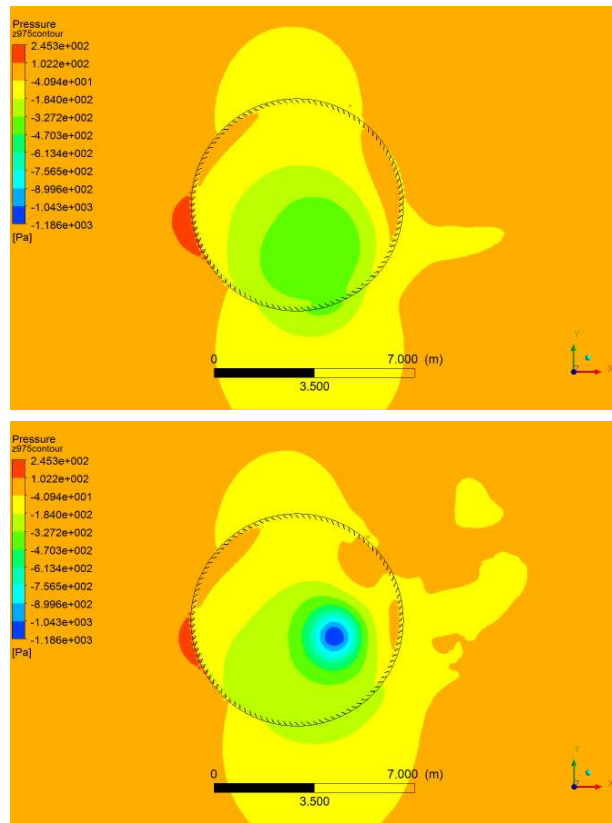 Pressure
z975contour
2.453e+002
1.022e+002
-4.094e+001
-1.840e+002
-3.272e+002
-4.703e+002
-6.134e+002
-7.565e+002
-8.996e+002
-1.043e+003
-1.186e+003
[Pa]
0 7.000 (m)
3.500
Y
Z X
Pressure
z975contour
2.453e+002
1.022e+002
-4.094e+001
-1.840e+002
-3.272e+002
-4.703e+002
-6.134e+002
-7.565e+002
-8.996e+002
-1.043e+003
-1.186e+003
[Pa]
0 7.000 (m)
3.500
Y
Z X